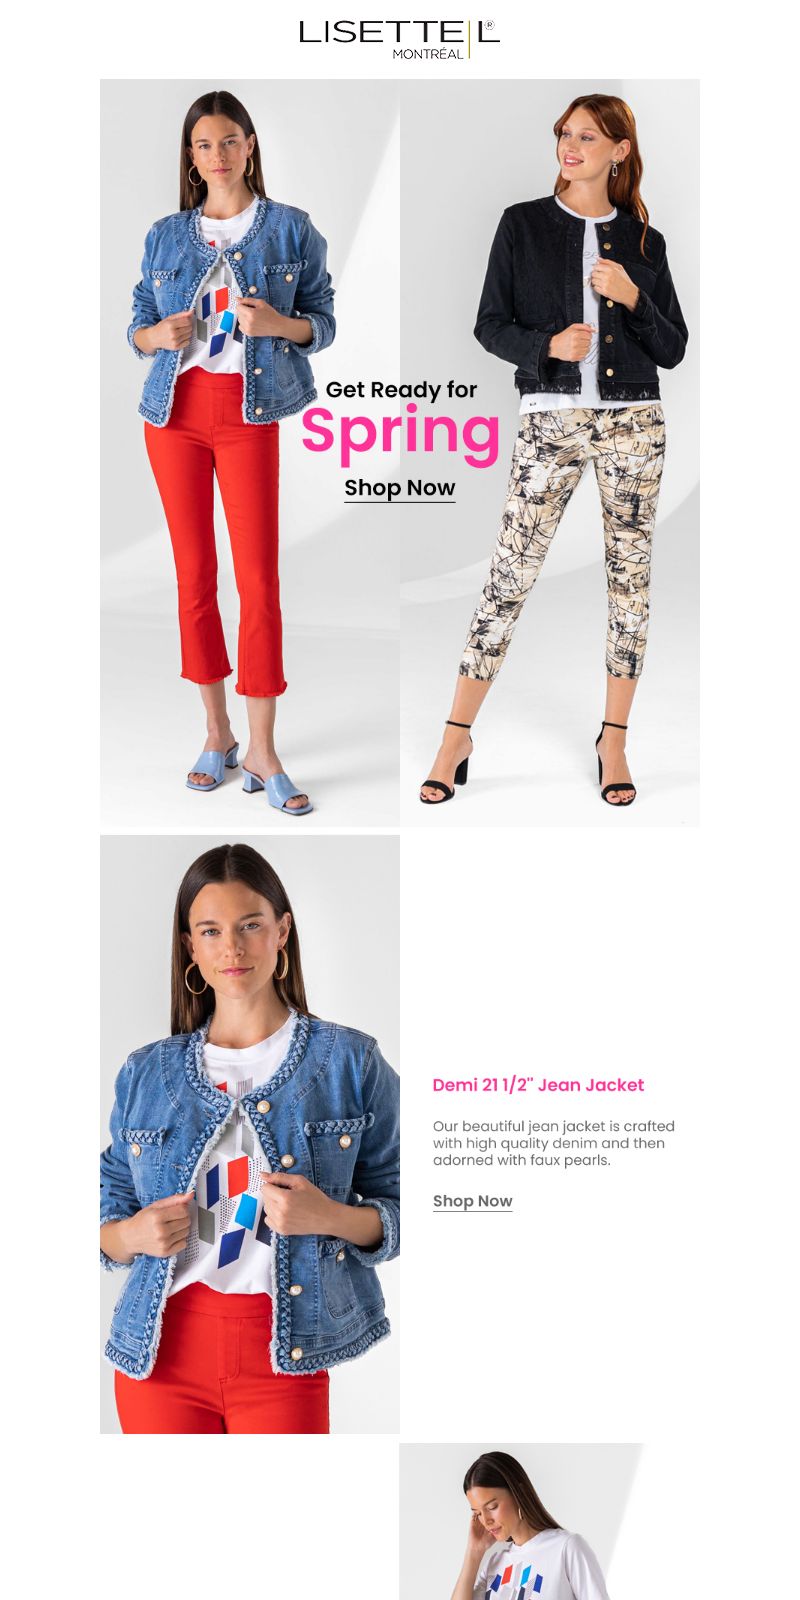 LISETTE L®
MONTRÉAL
Get Ready for
Spring
Shop Now
Demi 21 1/2" Jean Jacket
Our beautiful jean jacket is crafted
with high quality denim and then
adorned with faux pearls.
Shop Now